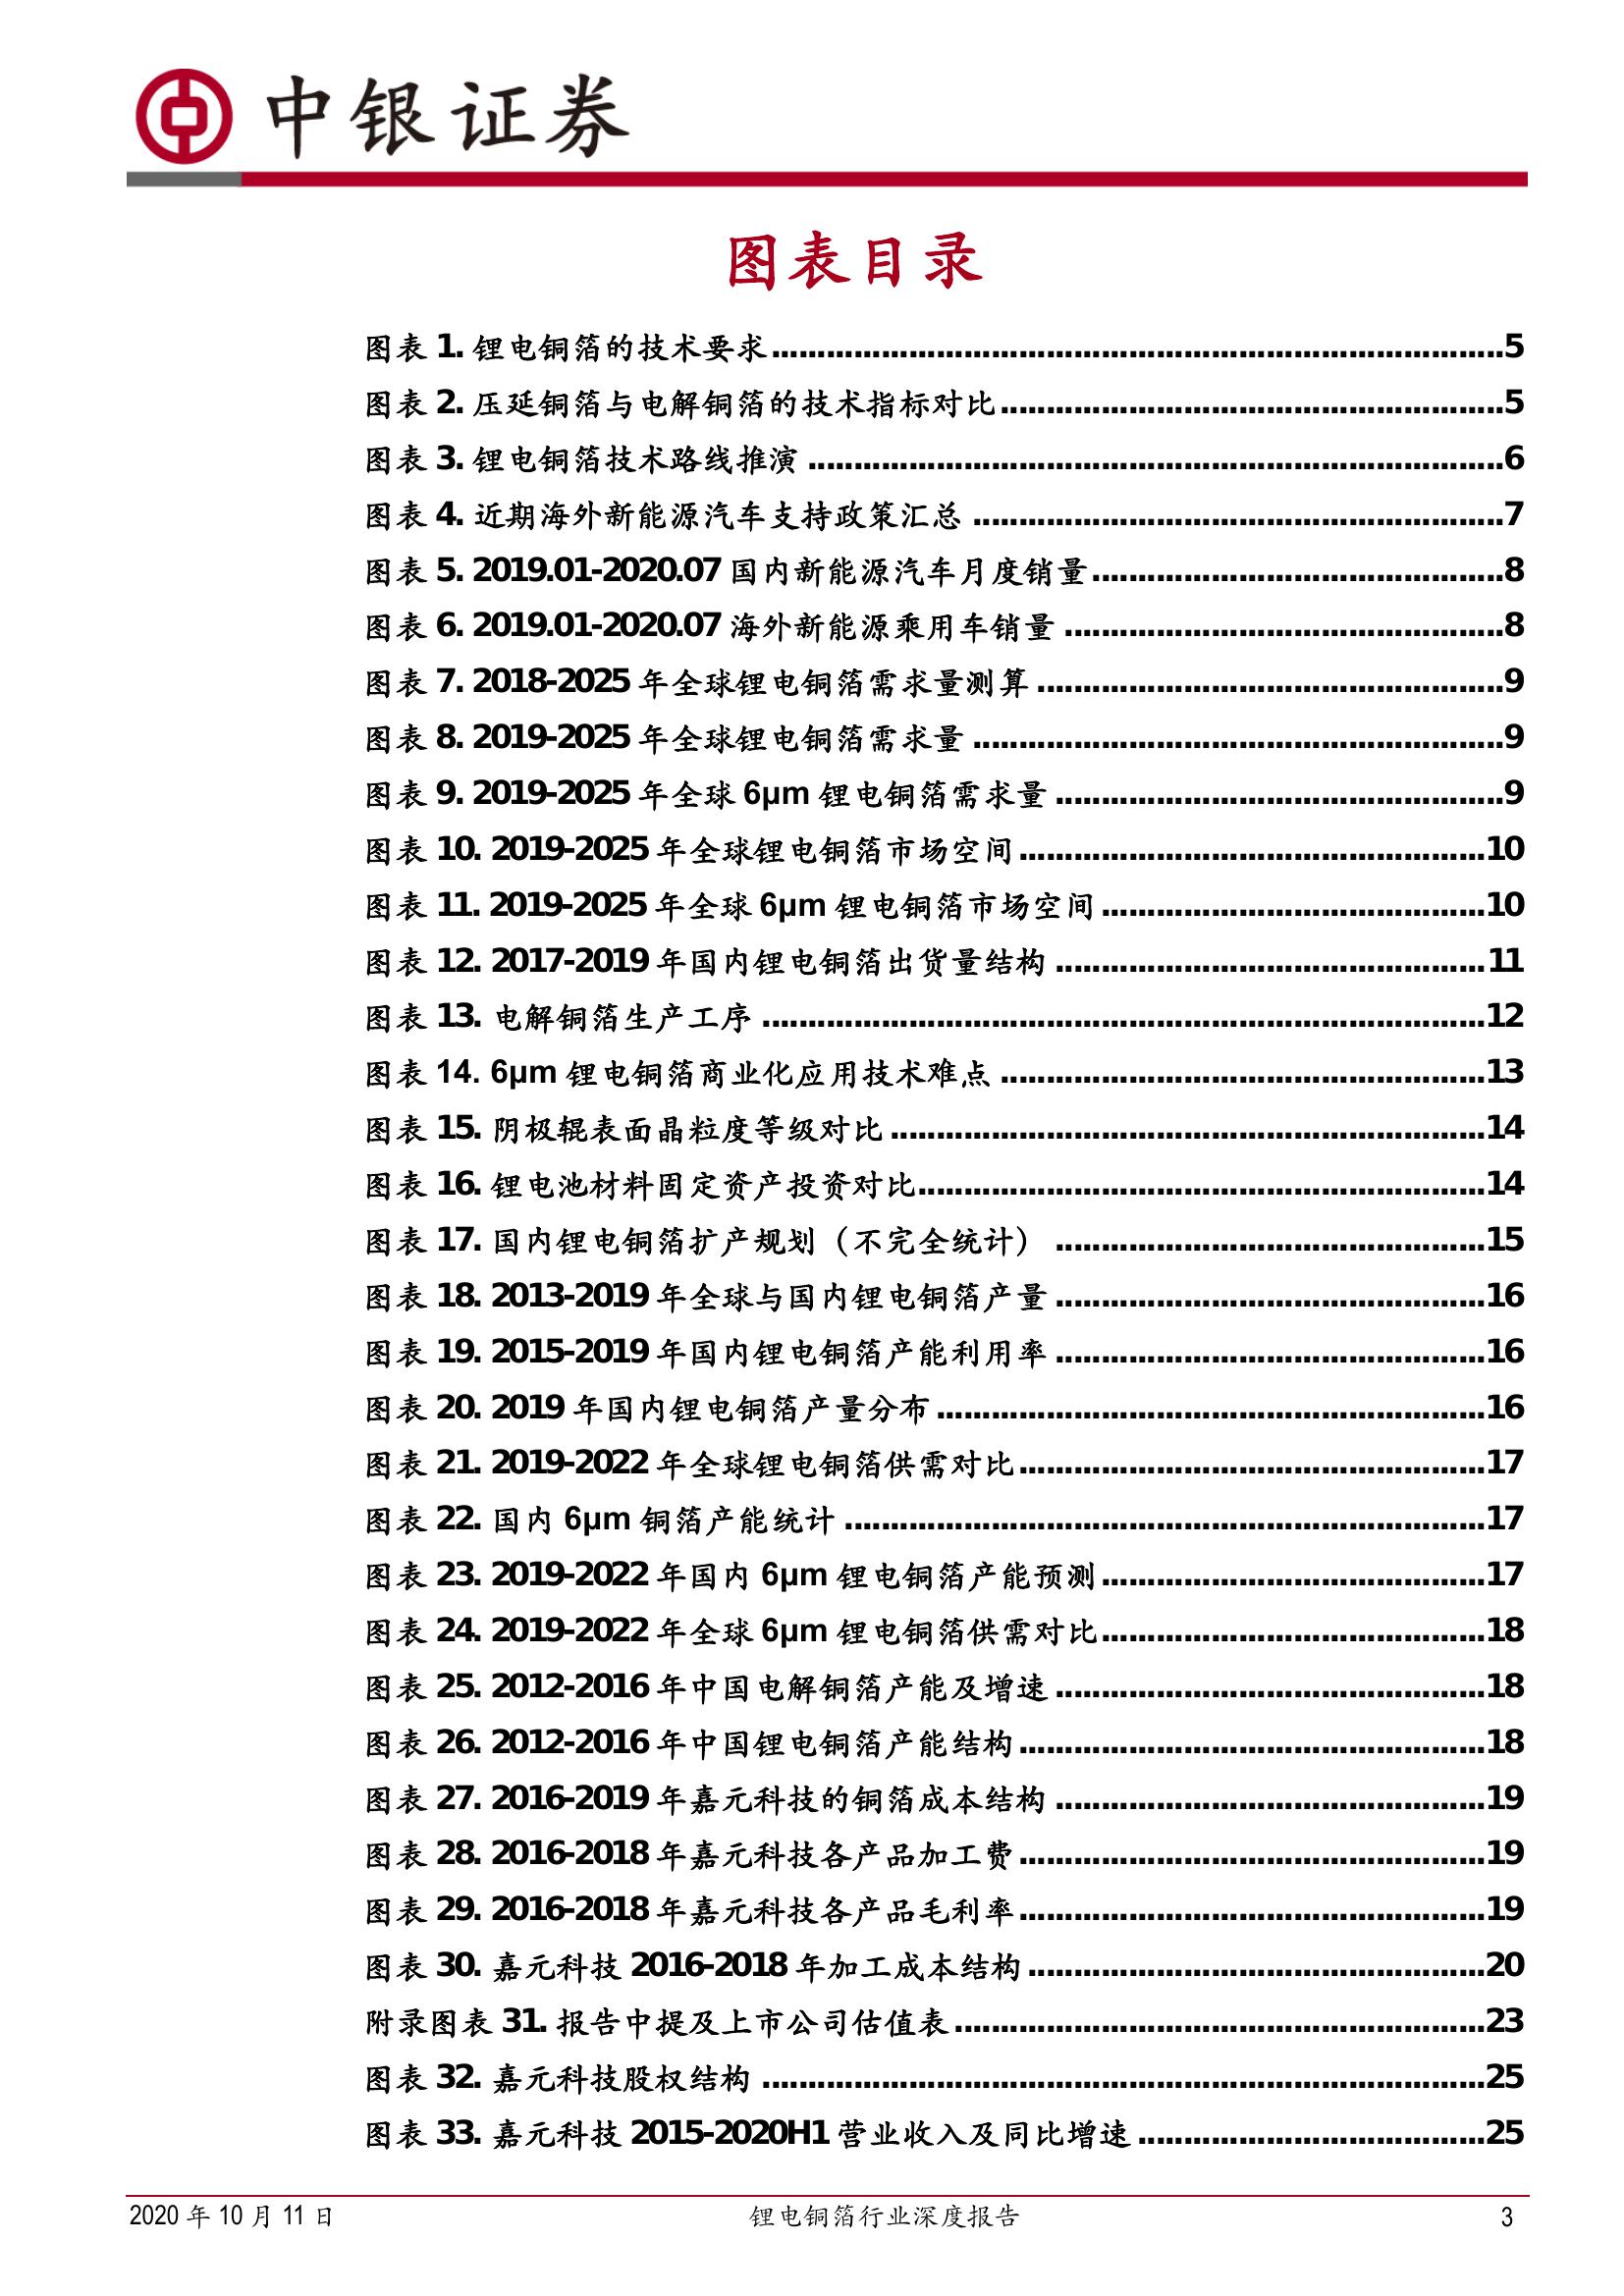 中银证券
图表目录
图表 1. 锂电铜箔的技术要求................................................................................5
图表 2. 压延铜箔与电解铜箔的技术指标对比.......................................................5
图表 3. 锂电铜箔技术路线推演 ............................................................................6
图表 4. 近期海外新能源汽车支持政策汇总 ..........................................................7
图表 5. 2019.01-2020.07 国内新能源汽车月度销量.............................................8
图表 6. 2019.01-2020.07 海外新能源乘用车销量 ................................................8
图表 7. 2018-2025 年全球锂电铜箔需求量测算 ...................................................9
图表 8. 2019-2025 年全球锂电铜箔需求量 ..........................................................9
图表 9. 2019-2025 年全球 6μm 锂电铜箔需求量 .................................................9
图表 10. 2019-2025 年全球锂电铜箔市场空间...................................................10
图表 11. 2019-2025 年全球 6μm 锂电铜箔市场空间..........................................10
图表 12. 2017-2019 年国内锂电铜箔出货量结构 ...............................................11
图表 13. 电解铜箔生产工序 ...............................................................................12
图表 14. 6μm 锂电铜箔商业化应用技术难点 .....................................................13
图表 15. 阴极辊表面晶粒度等级对比 .................................................................14
图表 16. 锂电池材料固定资产投资对比..............................................................14
图表 17. 国内锂电铜箔扩产规划（不完全统计） ...............................................15
图表 18. 2013-2019 年全球与国内锂电铜箔产量 ...............................................16
图表 19. 2015-2019 年国内锂电铜箔产能利用率 ...............................................16
图表 20. 2019 年国内锂电铜箔产量分布 ............................................................16
图表 21. 2019-2022 年全球锂电铜箔供需对比...................................................17
图表 22. 国内 6μm 铜箔产能统计 ......................................................................17
图表 23. 2019-2022 年国内 6μm 锂电铜箔产能预测..........................................17
图表 24. 2019-2022 年全球 6μm 锂电铜箔供需对比..........................................18
图表 25. 2012-2016 年中国电解铜箔产能及增速 ...............................................18
图表 26. 2012-2016 年中国锂电铜箔产能结构...................................................18
图表 27. 2016-2019 年嘉元科技的铜箔成本结构 ...............................................19
图表 28. 2016-2018 年嘉元科技各产品加工费...................................................19
图表 29. 2016-2018 年嘉元科技各产品毛利率...................................................19
图表 30. 嘉元科技 2016-2018 年加工成本结构..................................................20
附录图表 31. 报告中提及上市公司估值表..........................................................23
图表 32. 嘉元科技股权结构 ...............................................................................25
图表 33. 嘉元科技 2015-2020H1 营业收入及同比增速 ......................................25
2020 年 10 月 11 日 锂电铜箔行业深度报告 3